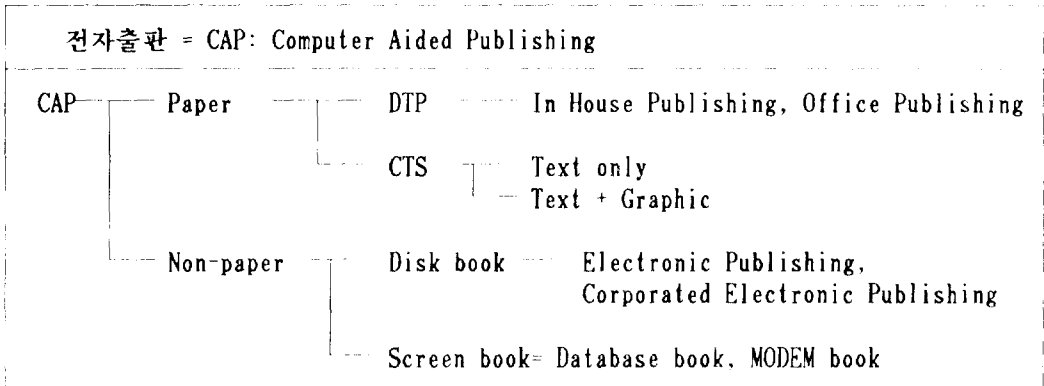 전자출판 = CAP: Computer Aided Publishing
CAP Paper DTP In House Publishing, Office Publishing
CTS Text only
Text + Graphic
Non-paper Disk book Electronic Publishing,
Corporated Electronic Publishing
Screen book= Database book, MODEM book